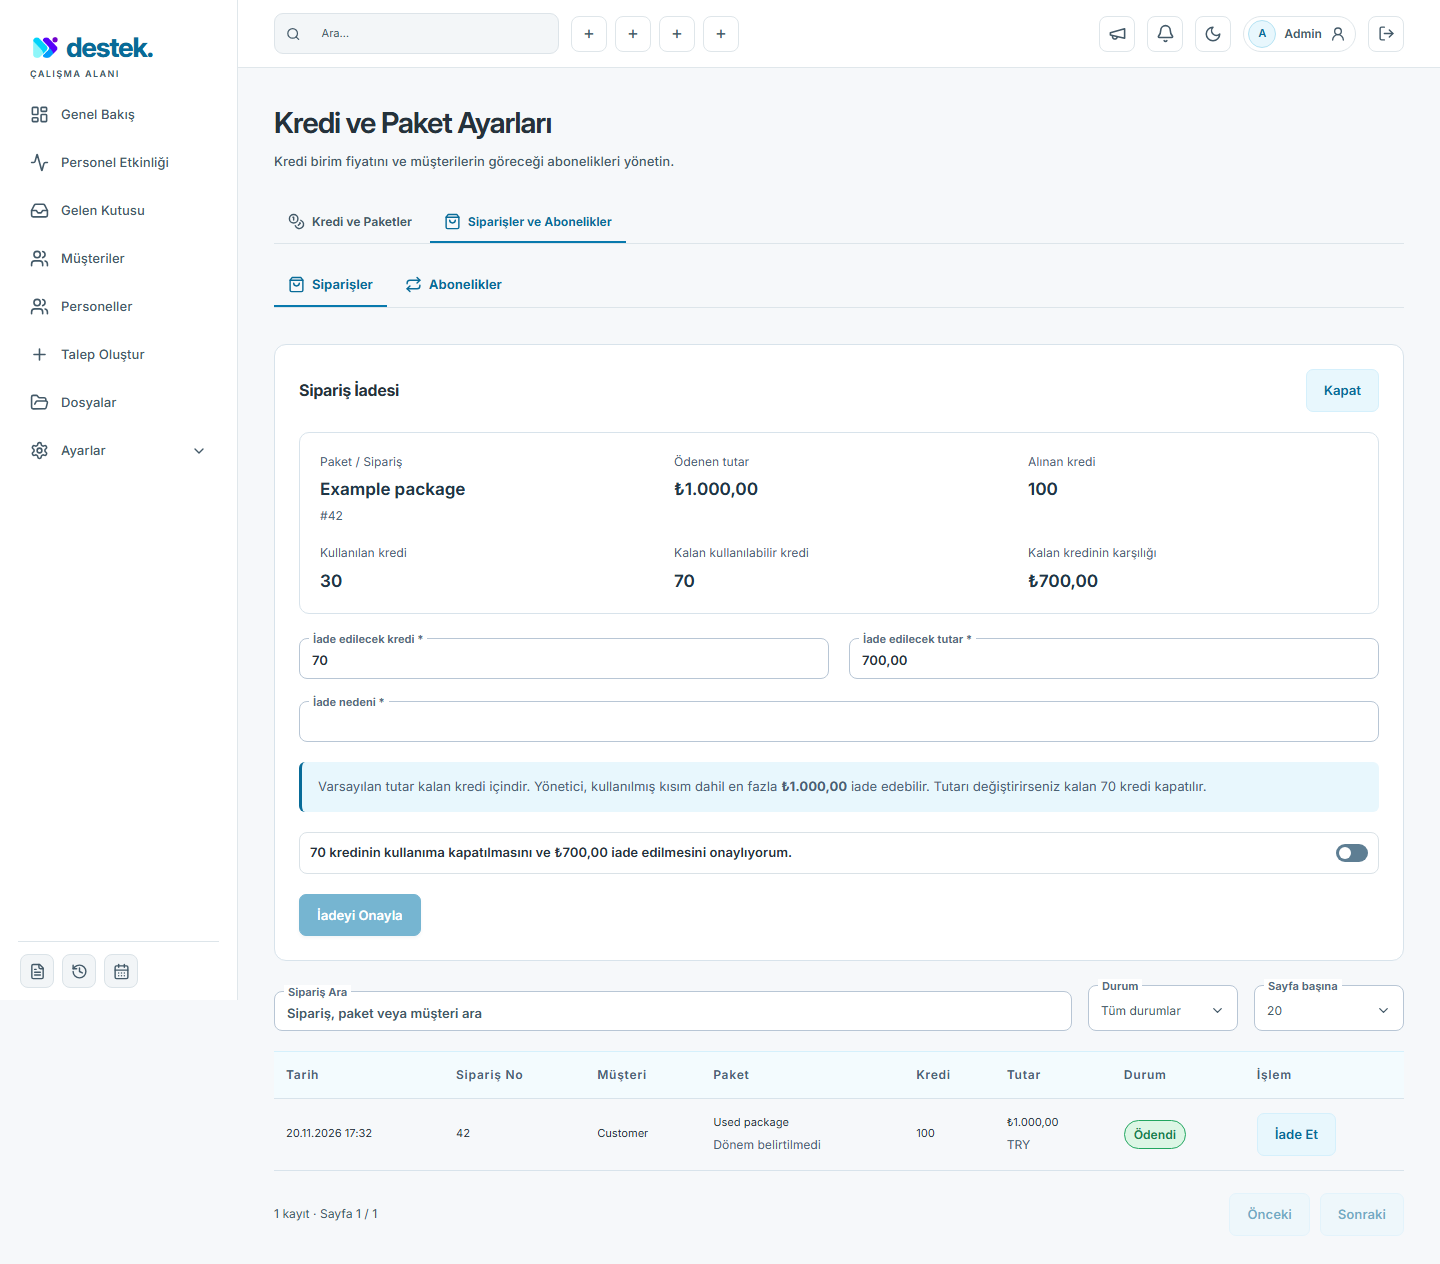 destek.
ÇALIŞMA ALANI
Genel Bakış
Personel Etkinliği
Gelen Kutusu
Müşteriler
Personeller
Talep Oluştur
Dosyalar
Ayarlar
Ara...
A Admin
Kredi ve Paket Ayarları
Kredi birim fiyatını ve müşterilerin göreceği abonelikleri yönetin.
Kredi ve Paketler Siparişler ve Abonelikler
Siparişler Abonelikler
Sipariş İadesi Kapat
Paket / Sipariş Ödenen tutar Alınan kredi
Example package ₺1.000,00 100
#42
Kullanılan kredi Kalan kullanılabilir kredi Kalan kredinin karşılığı
30 70 ₺700,00
İade edilecek kredi * İade edilecek tutar *
70 700,00
İade nedeni *
Varsayılan tutar kalan kredi içindir. Yönetici, kullanılmış kısım dahil en fazla ₺1.000,00 iade edebilir. Tutarı değiştirirseniz kalan 70 kredi kapatılır.
70 kredinin kullanıma kapatılmasını ve ₺700,00 iade edilmesini onaylıyorum.
İadeyi Onayla
Sipariş Ara Durum Sayfa başına
Sipariş, paket veya müşteri ara Tüm durumlar 20
Tarih Sipariş No Müşteri Paket Kredi Tutar Durum İşlem
20.11.2026 17:32 42 Customer Used package 100 ₺1.000,00 Ödendi İade Et
Dönem belirtilmedi TRY
1 kayıt · Sayfa 1 / 1 Önceki Sonraki